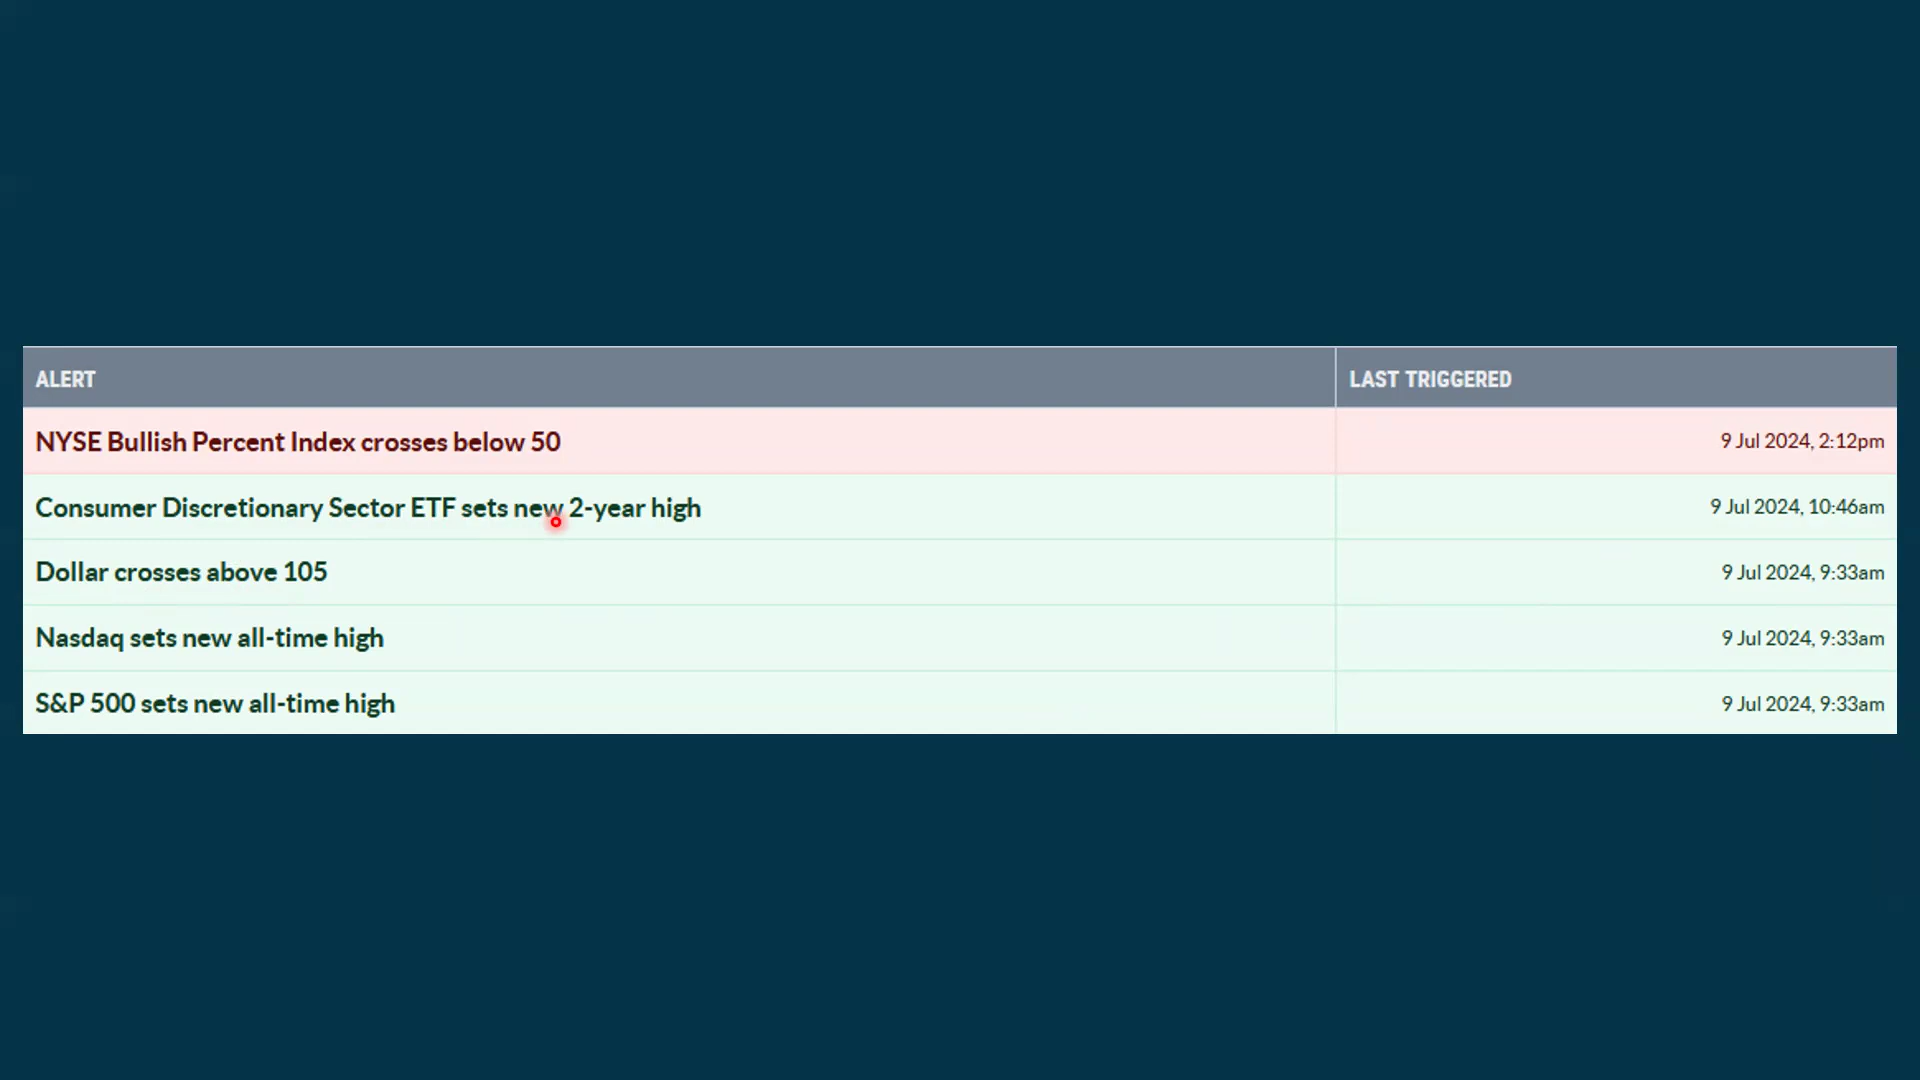 ALERT LAST TRIGGERED
NYSE Bullish Percent Index crosses below 50 9 Jul 2024, 2:12pm
Consumer Discretionary Sector ETF sets new 2-year high 9 Jul 2024, 10:46am
Dollar crosses above 105 9 Jul 2024, 9:33am
Nasdaq sets new all-time high 9 Jul 2024, 9:33am
S&P 500 sets new all-time high 9 Jul 2024, 9:33am